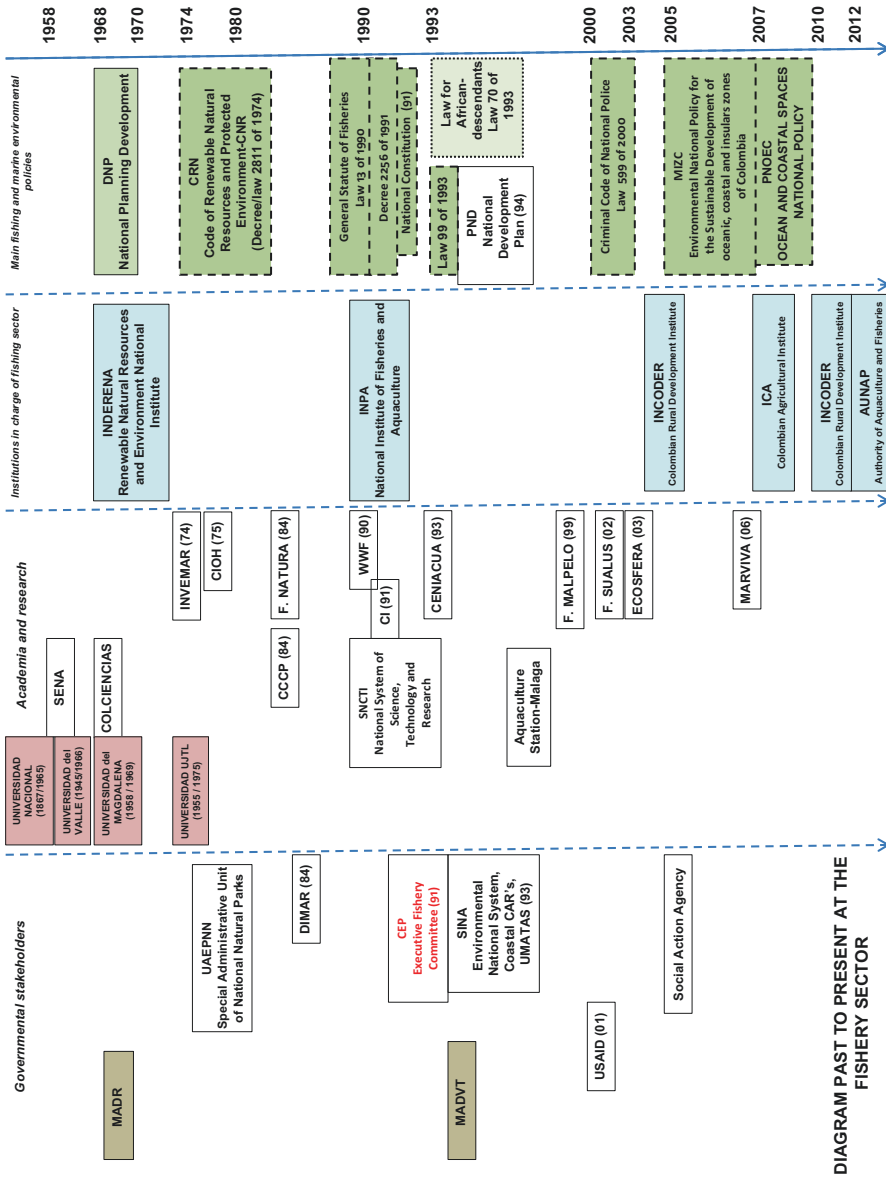 1958
1968
1970
1974
1980
1990
1993
2000
2003
2005
2007
2010
2012
Main fishing and marine environmental
policies
DNP
National Planning Development
CRN
Code of Renewable Natural
Resources and Protected
Environment-CNR
(Decree/law 2811 of 1974)
General Statute of Fisheries
Law 13 of 1990
Decree 2256 of 1991
National Constitution (91)
Law 99 of 1993
Law for
African-
descendants
Law 70 of
1993
PND
National
Development
Plan (94)
Criminal Code of National Police
Law 599 of 2000
MIZC
Environmental National Policy for
the Sustainable Development of
oceanic, coastal and insulars zones
of Colombia
PNOEC
OCEAN AND COASTAL SPACES
NATIONAL POLICY
Institutions in charge of fishing sector
INDERENA
Renewable Natural Resources
and Environment National
Institute
INPA
National Institute of Fisheries and
Aquaculture
INCODER
Colombian Rural Development Institute
ICA
Colombian Agricultural Institute
INCODER
Colombian Rural Development Institute
AUNAP
Authority of Aquaculture and Fisheries
Academia and research
UNIVERSIDAD
NACIONAL
(1867/1965)
SENA
UNIVERSIDAD del
VALLE (1945/1966)
COLCIENCIAS
UNIVERSIDAD del
MAGDALENA
(1958 / 1969)
UNIVERSIDAD UJTL
(1955 / 1975)
INVEMAR (74)
CIOH (75)
F. NATURA (84)
CCCP (84)
WWF (90)
CI (91)
SNCTI
National System of
Science,
Technology and
Research
CENIACUA (93)
Aquaculture
Station-Malaga
F. MALPELO (99)
F. SUALUS (02)
ECOSFERA (03)
MARVIVA (06)
Governmental stakeholders
MADR
UAEPNN
Special Administrative Unit
of National Natural Parks
DIMAR (84)
CEP
Executive Fishery
Committee (91)
SINA
Environmental
National System,
Coastal CAR's,
UMATAS (93)
MADVT
USAID (01)
Social Action Agency
DIAGRAM PAST TO PRESENT AT THE
FISHERY SECTOR